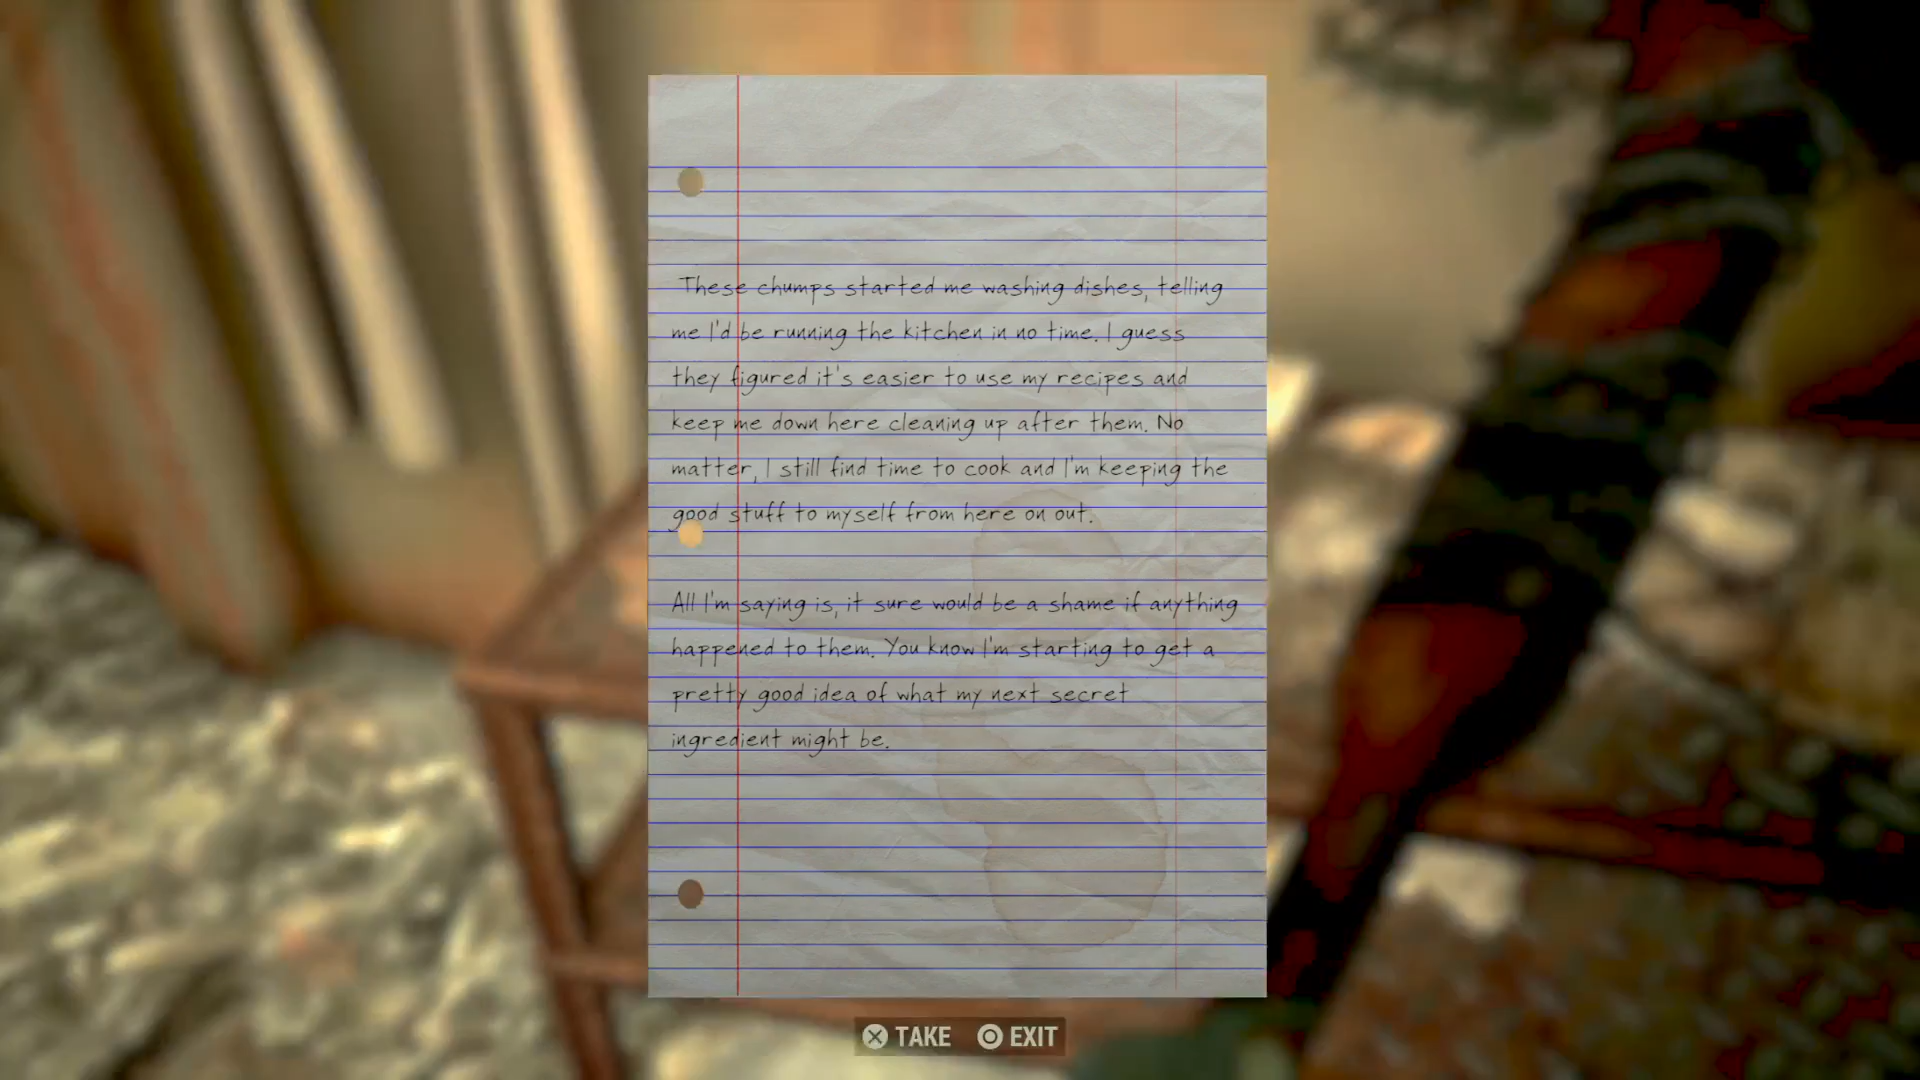 These chumps started me washing dishes, telling
me I'd be running the kitchen in no time. I guess
they figured it's easier to use my recipes and
keep me down here cleaning up after them. No
matter, I still find time to cook and I'm keeping the
good stuff to myself from here on out.
All I'm saying is, it sure would be a shame if anything
happened to them. You know I'm starting to get a
pretty good idea of what my next secret
ingredient might be.
TAKE EXIT